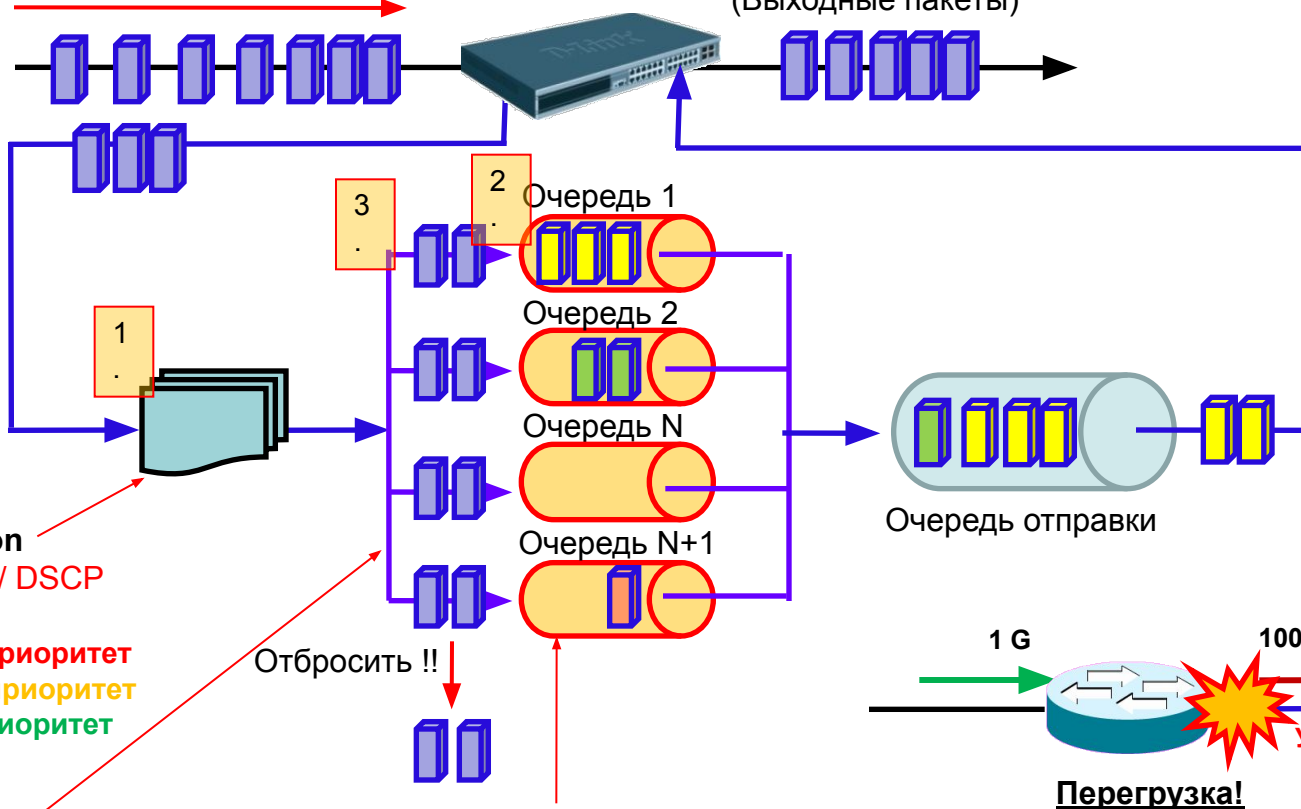 (Выходные пакеты)
D-Link
2
.
3
.
Очередь 1
Очередь 2
1
.
Очередь N
Очередь отправки
on
/ DSCP
Очередь N+1
1 G
100
риоритет
Отбросить !!
риоритет
иоритет
У
Перегрузка!